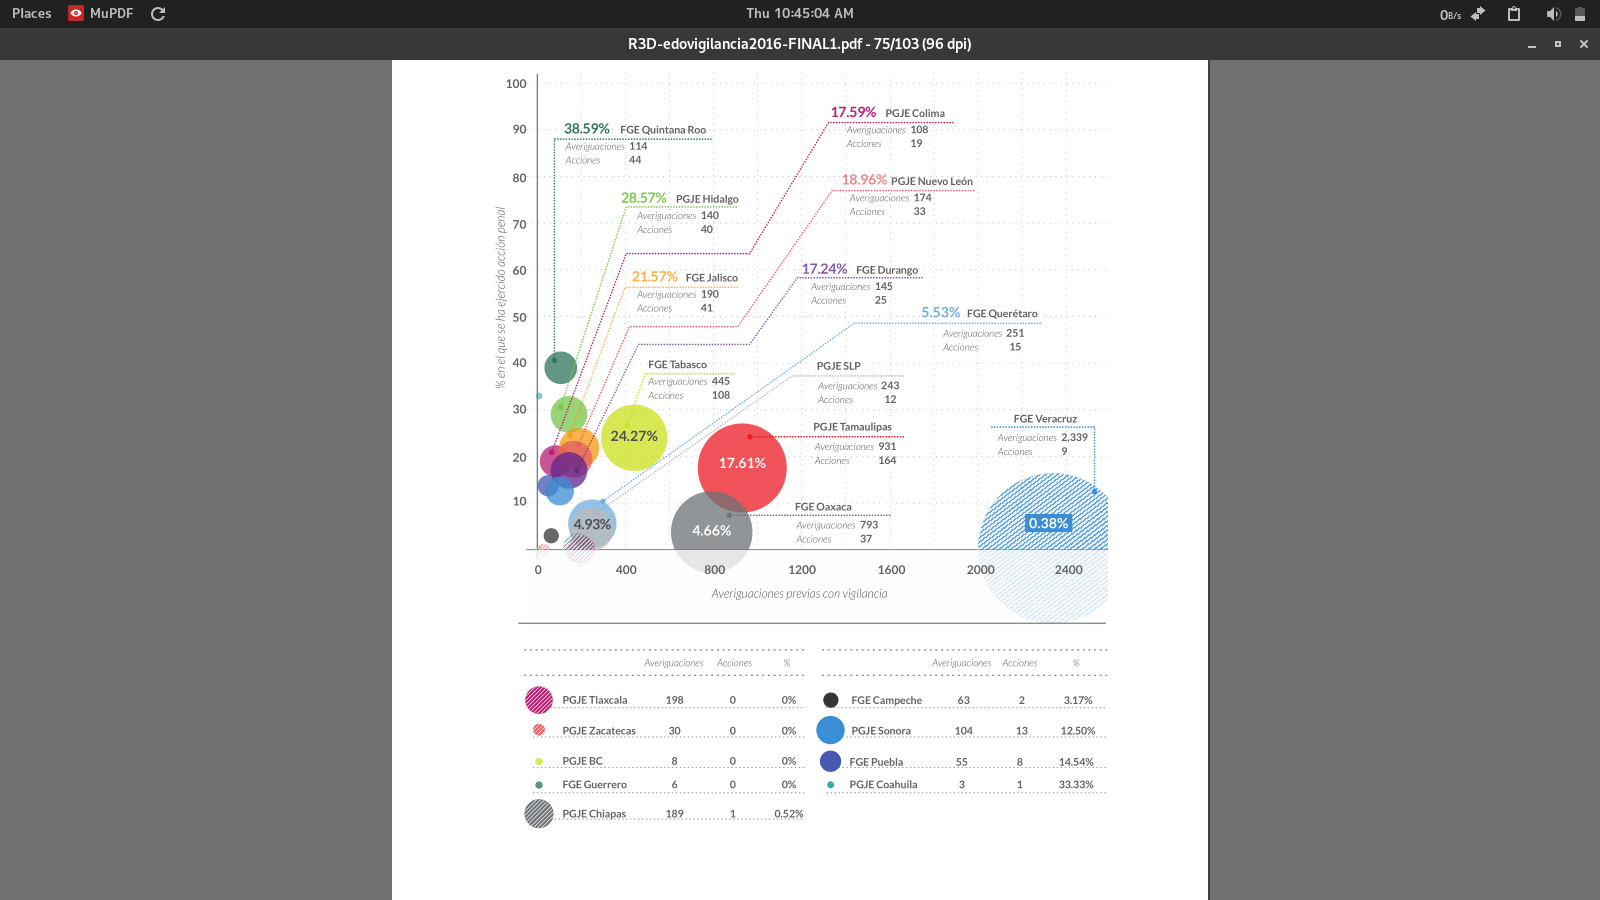 Places MuPDF Thu 10:45:04 AM 0B/s
R3D-edovigilancia2016-FINAL1.pdf - 75/103 (96 dpi)
% en el que se ha ejercido acción penal
100
90
80
70
60
50
40
30
20
10
38.59% FGE Quintana Roo
Averiguaciones 114
Acciones 44
17.59% PGJE Colima
Averiguaciones 108
Acciones 19
28.57% PGJE Hidalgo
Averiguaciones 140
Acciones 40
18.96% PGJE Nuevo León
Averiguaciones 174
Acciones 33
21.57% FGE Jalisco
Averiguaciones 190
Acciones 41
17.24% FGE Durango
Averiguaciones 145
Acciones 25
5.53% FGE Querétaro
Averiguaciones 251
Acciones 15
FGE Tabasco
Averiguaciones 445
Acciones 108
24.27%
PGJE SLP
Averiguaciones 243
Acciones 12
4.93%
PGJE Tamaulipas
Averiguaciones 931
Acciones 164
17.61%
FGE Veracruz
Averiguaciones 2,339
Acciones 9
0.38%
FGE Oaxaca
Averiguaciones 793
Acciones 37
4.66%
0 400 800 1200 1600 2000 2400
Averiguaciones previas con vigilancia
Averiguaciones Acciones %
PGJE Tlaxcala 198 0 0%
PGJE Zacatecas 30 0 0%
PGJE BC 8 0 0%
FGE Guerrero 6 0 0%
PGJE Chiapas 189 1 0.52%
Averiguaciones Acciones %
FGE Campeche 63 2 3.17%
PGJE Sonora 104 13 12.50%
FGE Puebla 55 8 14.54%
PGJE Coahuila 3 1 33.33%